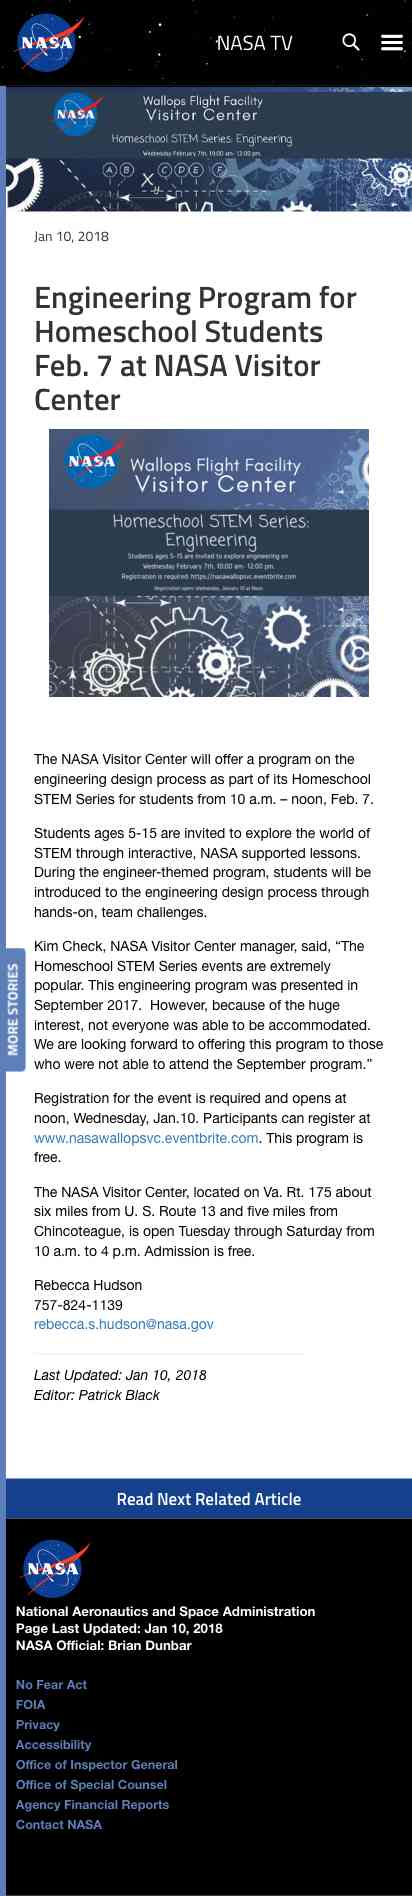 NASA
NASA TV
NASA
Wallops Flight Facility
Visitor Center
Homeschool STEM Series: Engineering
Wednesday February 7th, 10:00 am- 12:00 pm.
A B C D E F
X
Jan 10, 2018
Engineering Program for
Homeschool Students
Feb. 7 at NASA Visitor
Center
NASA
Wallops Flight Facility
Visitor Center
Homeschool STEM Series:
Engineering
Students ages 5-15 are invited to explore engineering on
Wednesday February 7th, 10:00 am- 12:00 pm.
Registration is required: https://nasawallopsvc.eventbrite.com
Registration opens: Wednesday, January 10 at Noon
The NASA Visitor Center will offer a program on the
engineering design process as part of its Homeschool
STEM Series for students from 10 a.m. – noon, Feb. 7.
Students ages 5-15 are invited to explore the world of
STEM through interactive, NASA supported lessons.
During the engineer-themed program, students will be
introduced to the engineering design process through
hands-on, team challenges.
Kim Check, NASA Visitor Center manager, said, “The
Homeschool STEM Series events are extremely
popular. This engineering program was presented in
September 2017.  However, because of the huge
interest, not everyone was able to be accommodated.
We are looking forward to offering this program to those
who were not able to attend the September program.”
MORE STORIES
Registration for the event is required and opens at
noon, Wednesday, Jan.10. Participants can register at
www.nasawallopsvc.eventbrite.com. This program is
free.
The NASA Visitor Center, located on Va. Rt. 175 about
six miles from U. S. Route 13 and five miles from
Chincoteague, is open Tuesday through Saturday from
10 a.m. to 4 p.m. Admission is free.
Rebecca Hudson
757-824-1139
rebecca.s.hudson@nasa.gov
Last Updated: Jan 10, 2018
Editor: Patrick Black
Read Next Related Article
NASA
National Aeronautics and Space Administration
Page Last Updated: Jan 10, 2018
NASA Official: Brian Dunbar
No Fear Act
FOIA
Privacy
Accessibility
Office of Inspector General
Office of Special Counsel
Agency Financial Reports
Contact NASA